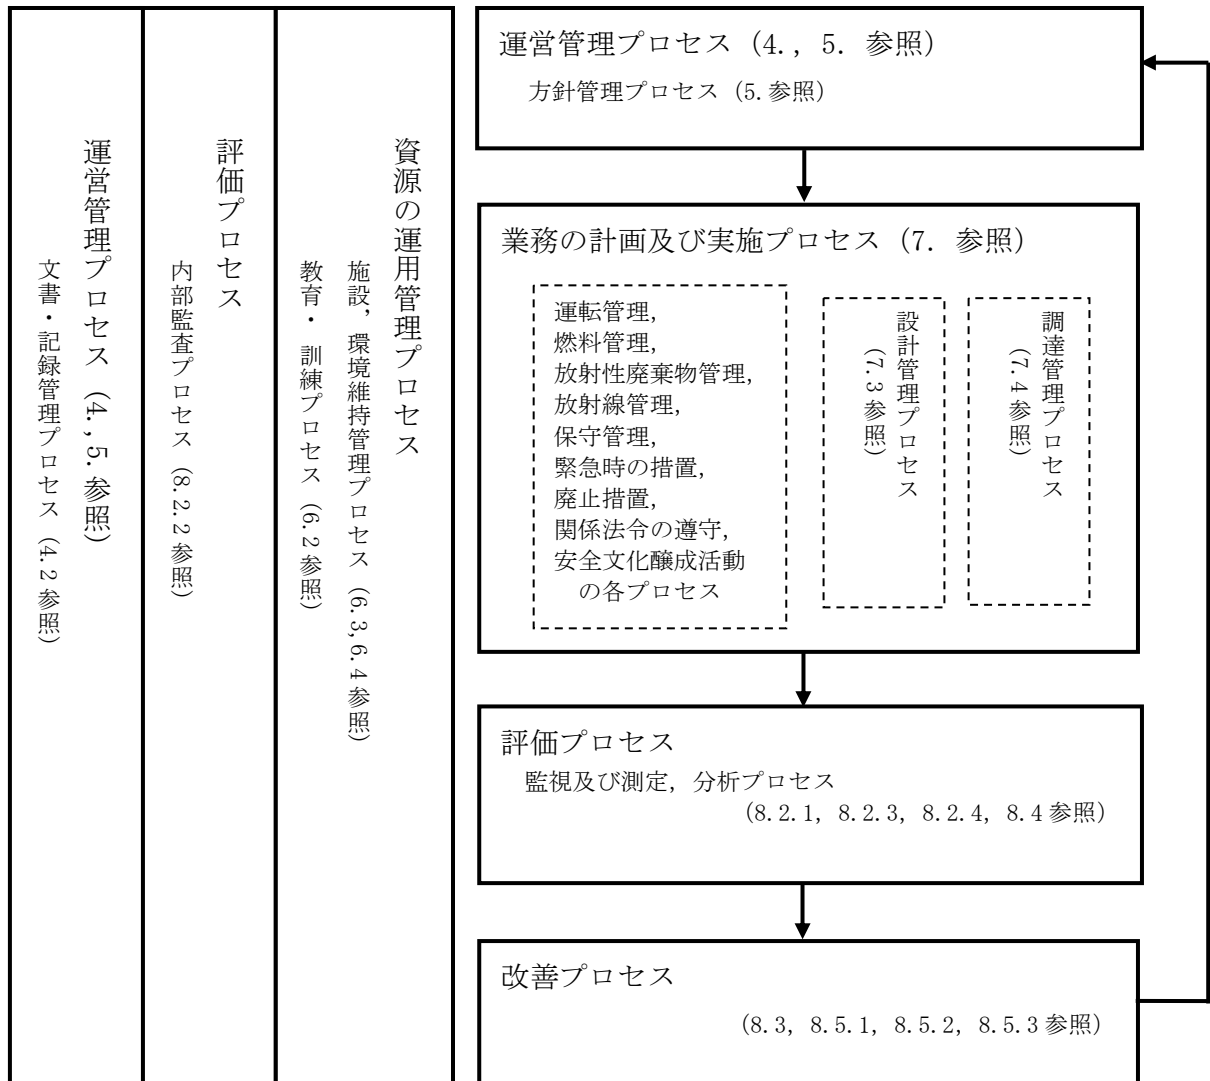 運営管理プロセス（4.，5．参照）
文書・記録管理プロセス（4.2参照）
評価プロセス
内部監査プロセス（8.2.2参照）
資源の運用管理プロセス
施設，環境維持管理プロセス（6.3,6.4参照）
教育・ 訓練プロセス（6.2参照）
運営管理プロセス（4.，5．参照）
方針管理プロセス（5.参照）
業務の計画及び実施プロセス（7．参照）
運転管理，
燃料管理，
放射性廃棄物管理，
放射線管理，
保守管理，
緊急時の措置，
廃止措置，
関係法令の遵守，
安全文化醸成活動
の各プロセス
設計管理プロセス
（7.3参照）
調達管理プロセス
（7.4参照）
評価プロセス
監視及び測定，分析プロセス
（8.2.1，8.2.3，8.2.4，8.4参照）
改善プロセス
（8.3，8.5.1，8.5.2，8.5.3参照）